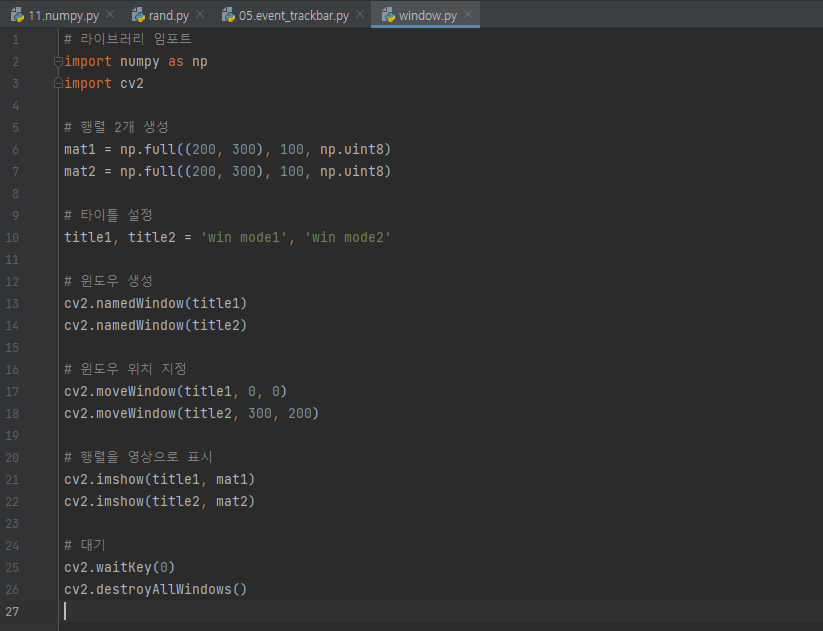 11.numpy.py × rand.py × 05.event_trackbar.py × window.py ×
1 # 라이브러리 임포트
2 import numpy as np
3 import cv2
4
5 # 행렬 2개 생성
6 mat1 = np.full((200, 300), 100, np.uint8)
7 mat2 = np.full((200, 300), 100, np.uint8)
8
9 # 타이틀 설정
10 title1, title2 = 'win mode1', 'win mode2'
11
12 # 윈도우 생성
13 cv2.namedWindow(title1)
14 cv2.namedWindow(title2)
15
16 # 윈도우 위치 지정
17 cv2.moveWindow(title1, 0, 0)
18 cv2.moveWindow(title2, 300, 200)
19
20 # 행렬을 영상으로 표시
21 cv2.imshow(title1, mat1)
22 cv2.imshow(title2, mat2)
23
24 # 대기
25 cv2.waitKey(0)
26 cv2.destroyAllWindows()
27